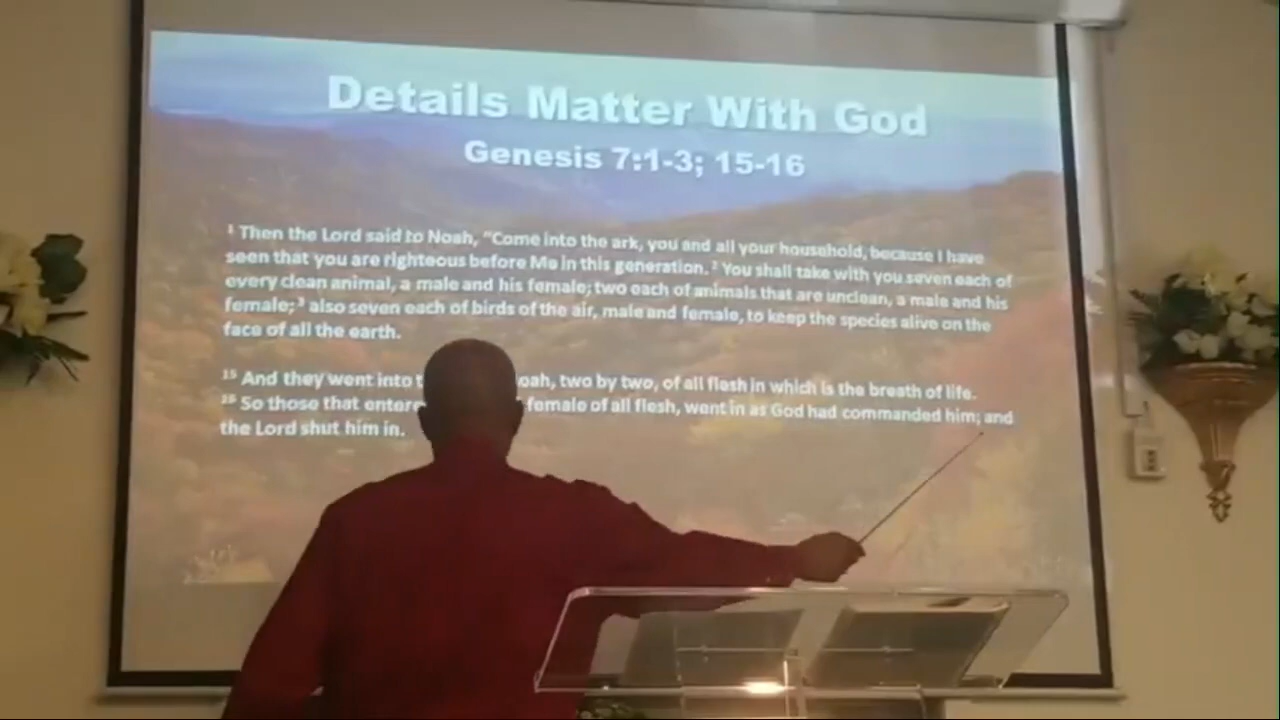 Details Matter With God
Genesis 7:1-3; 15-16
1 Then the Lord said to Noah, “Come into the ark, you and all your household, because I have
seen that you are righteous before Me in this generation. 2 You shall take with you seven each of
every clean animal, a male and his female; two each of animals that are unclean, a male and his
female; 3 also seven each of birds of the air, male and female, to keep the species alive on the
face of all the earth.
15 And they went into oah, two by two, of all flesh in which is the breath of life.
16 So those that entere female of all flesh, went in as God had commanded him; and
the Lord shut him in.